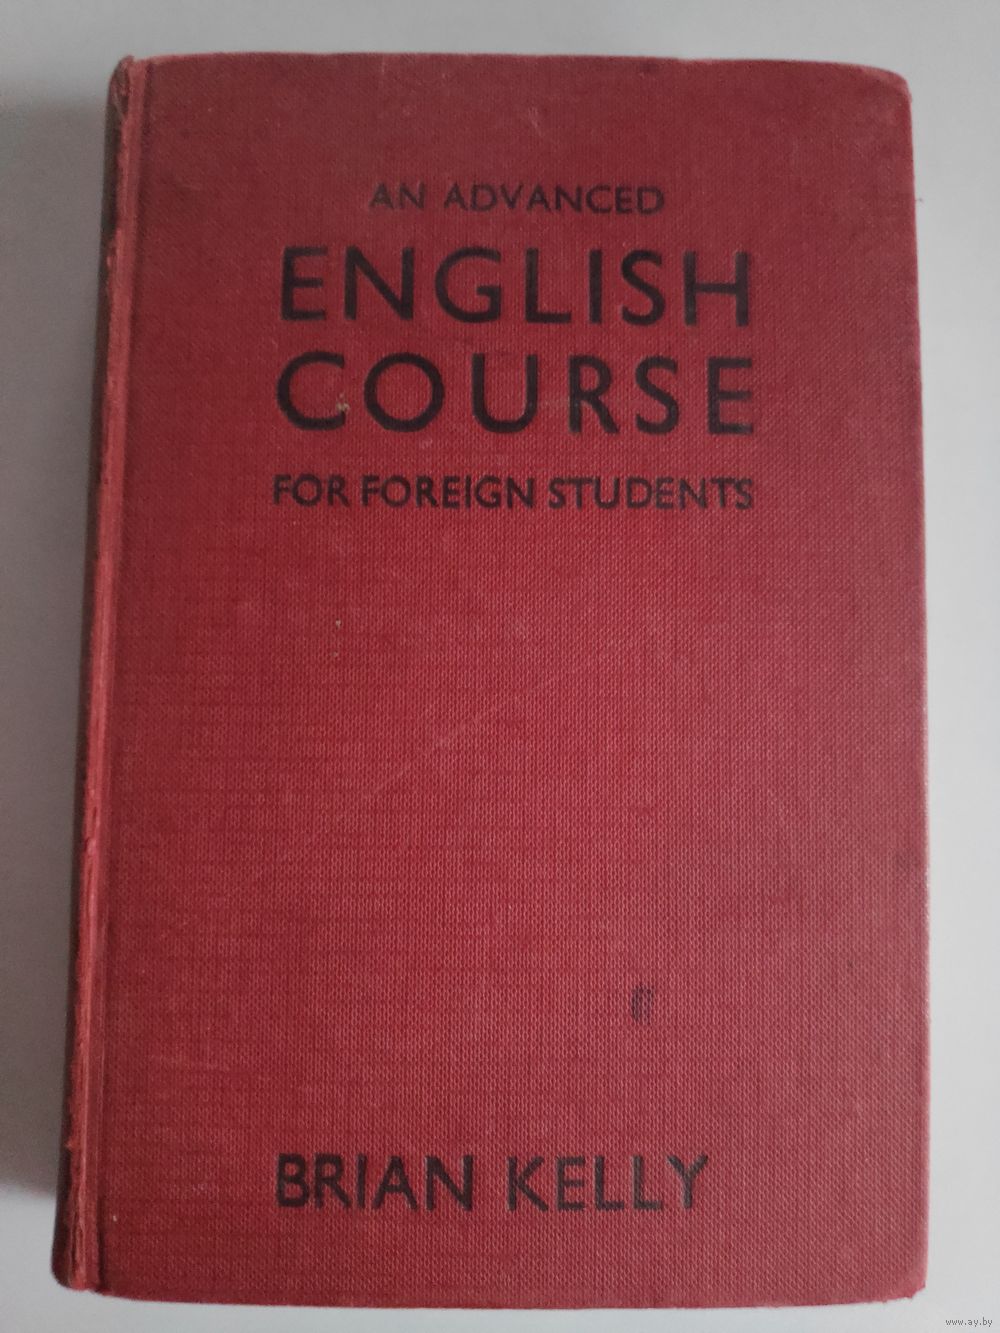 AN ADVANCED
ENGLISH
COURSE
FOR FOREIGN STUDENTS
BRIAN KELLY
www.ay.by